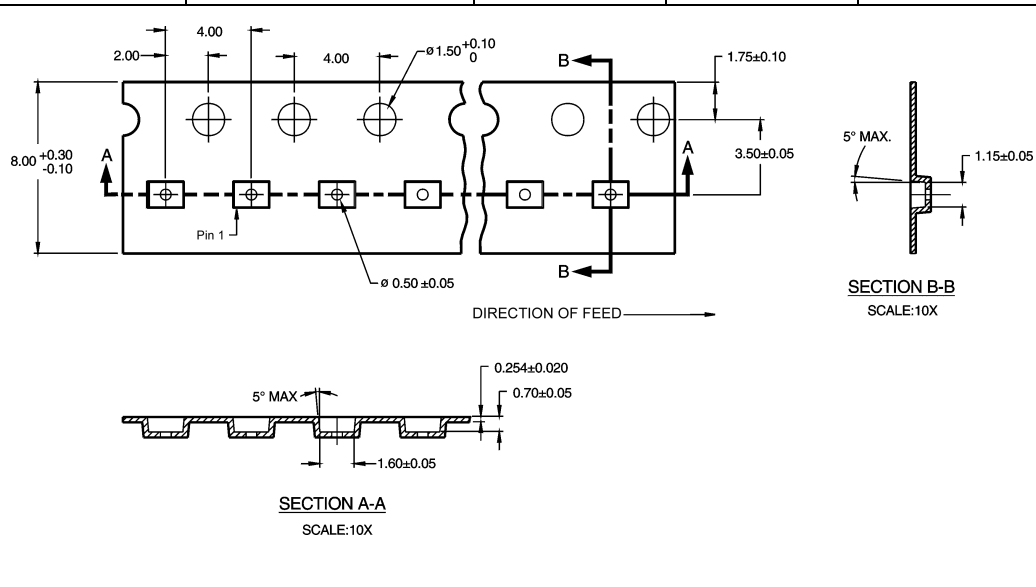 4.00
2.00
4.00
ø1.50 +0.10
0
B
1.75±0.10
8.00 +0.30
-0.10
A
A
3.50±0.05
5° MAX.
1.15±0.05
Pin 1
B
ø 0.50 ±0.05
SECTION B-B
SCALE:10X
DIRECTION OF FEED
0.254±0.020
5° MAX
0.70±0.05
1.60±0.05
SECTION A-A
SCALE:10X